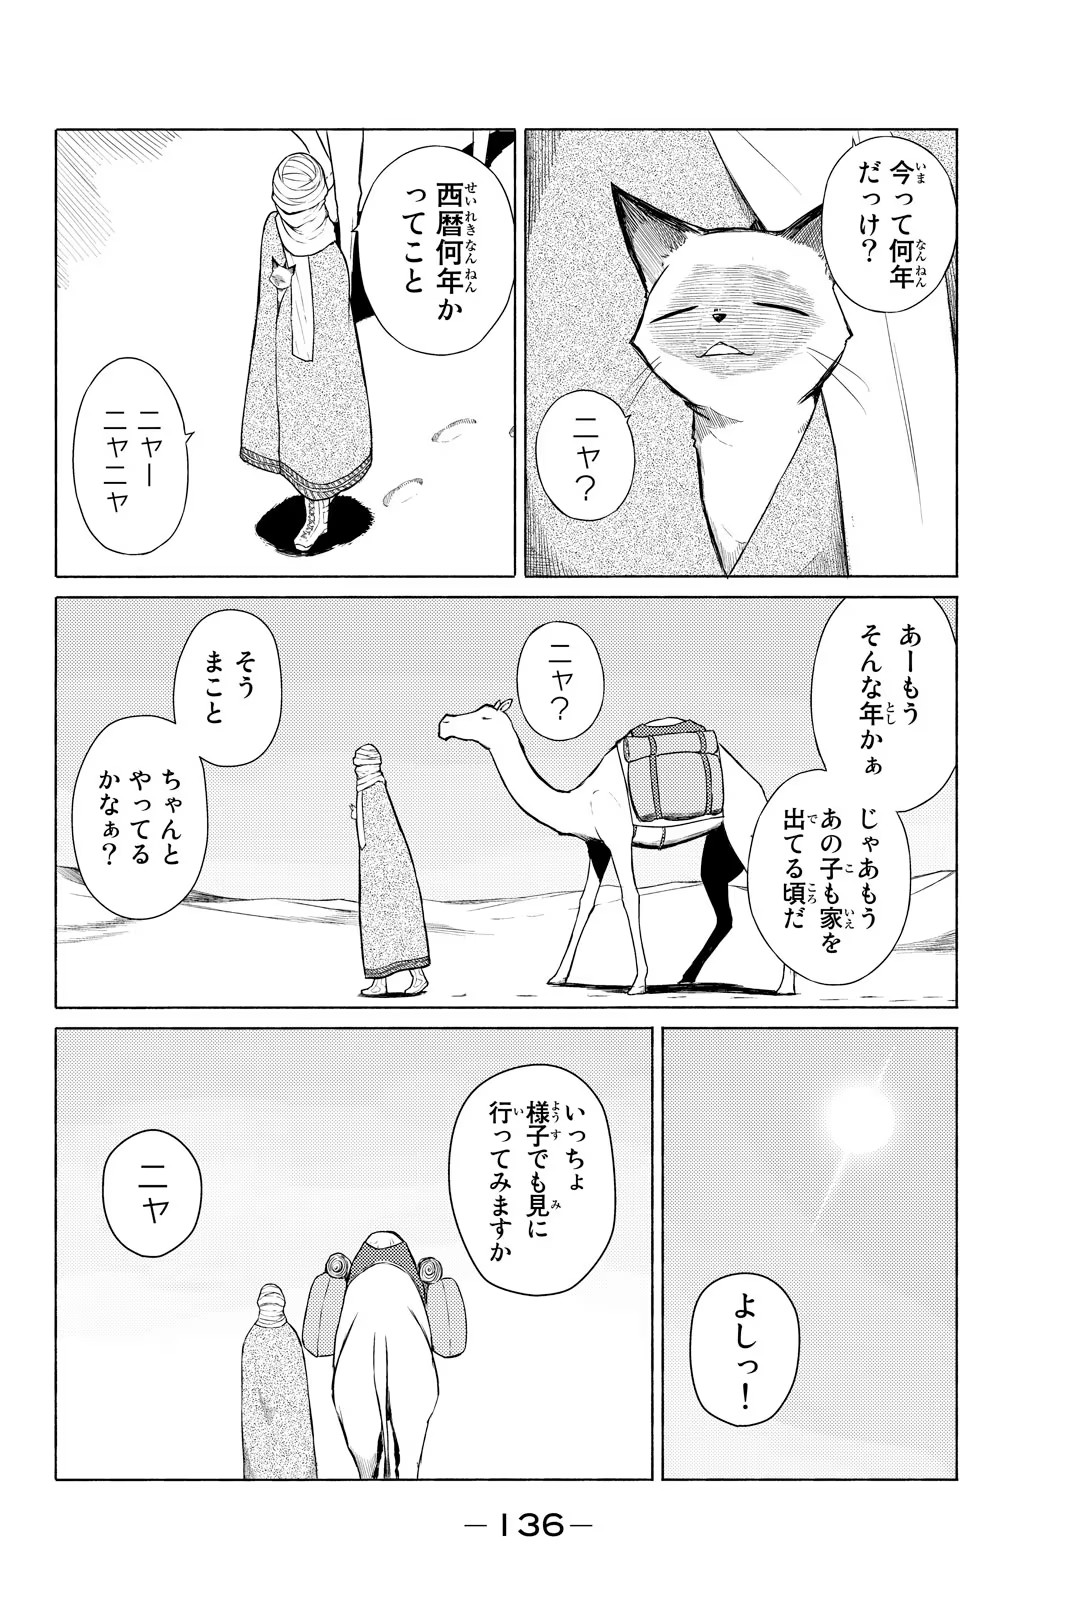 今って何年
だっけ？
ニャ？
西暦何年か
ってこと
ニャー
ニャニャ
あーもう
そんな年かぁ
じゃあもう
あの子も家を
出てる頃だ
ニャ？
そう
まこと
ちゃんと
やってる
かなぁ？
よしっ！
いっちょ
様子でも見に
行ってみますか
ニャ
—136—